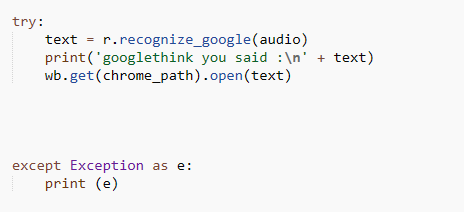 try:
    text = r.recognize_google(audio)
    print('googlethink you said :\n' + text)
    wb.get(chrome_path).open(text)
except Exception as e:
    print (e)